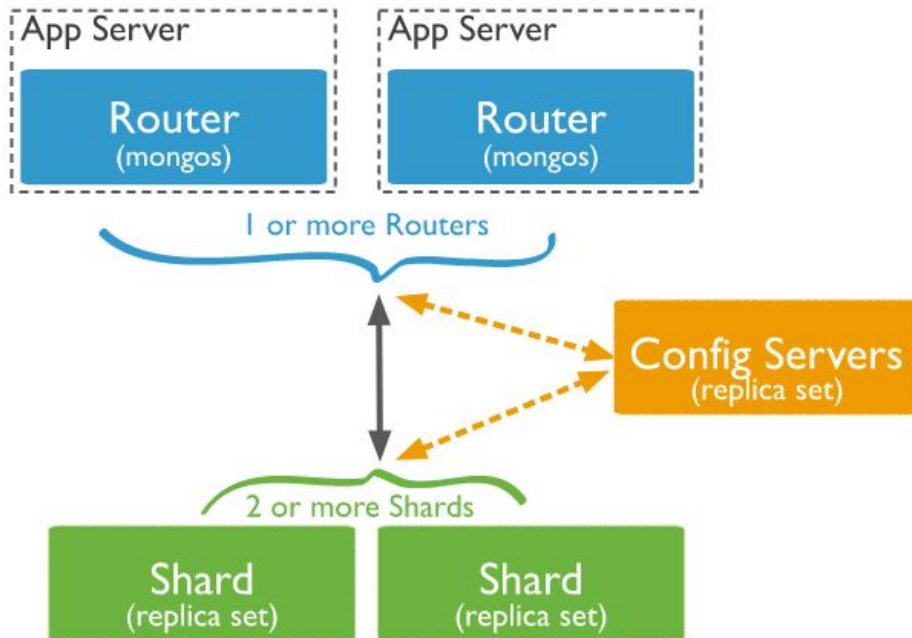 App Server
App Server
Router
(mongos)
Router
(mongos)
1 or more Routers
Config Servers
(replica set)
2 or more Shards
Shard
(replica set)
Shard
(replica set)